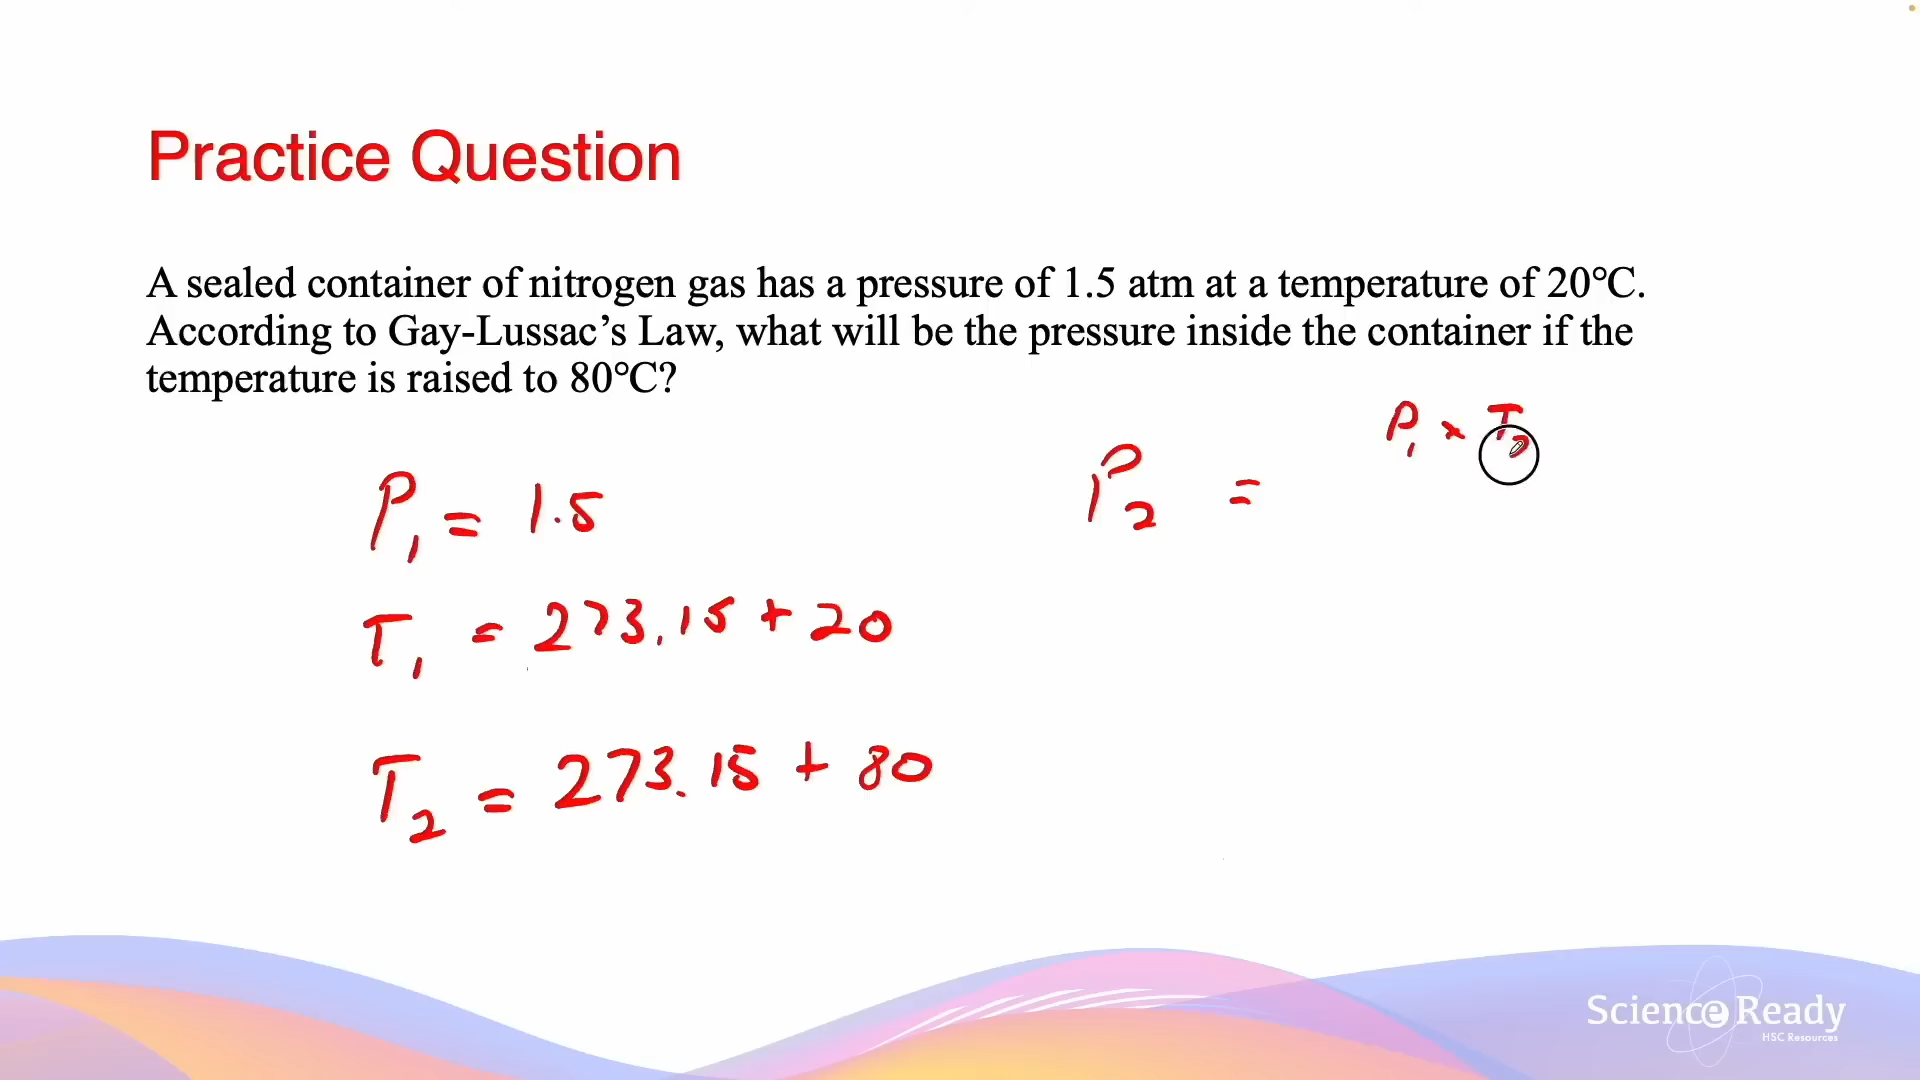 Practice Question
A sealed container of nitrogen gas has a pressure of 1.5 atm at a temperature of 20°C.
According to Gay-Lussac’s Law, what will be the pressure inside the container if the
temperature is raised to 80°C?
P₁ = 1.5
T₁ = 273.15 + 20
T₂ = 273.15 + 80
P₂ =
P₁ × T₂
Science Ready
HSC Resources